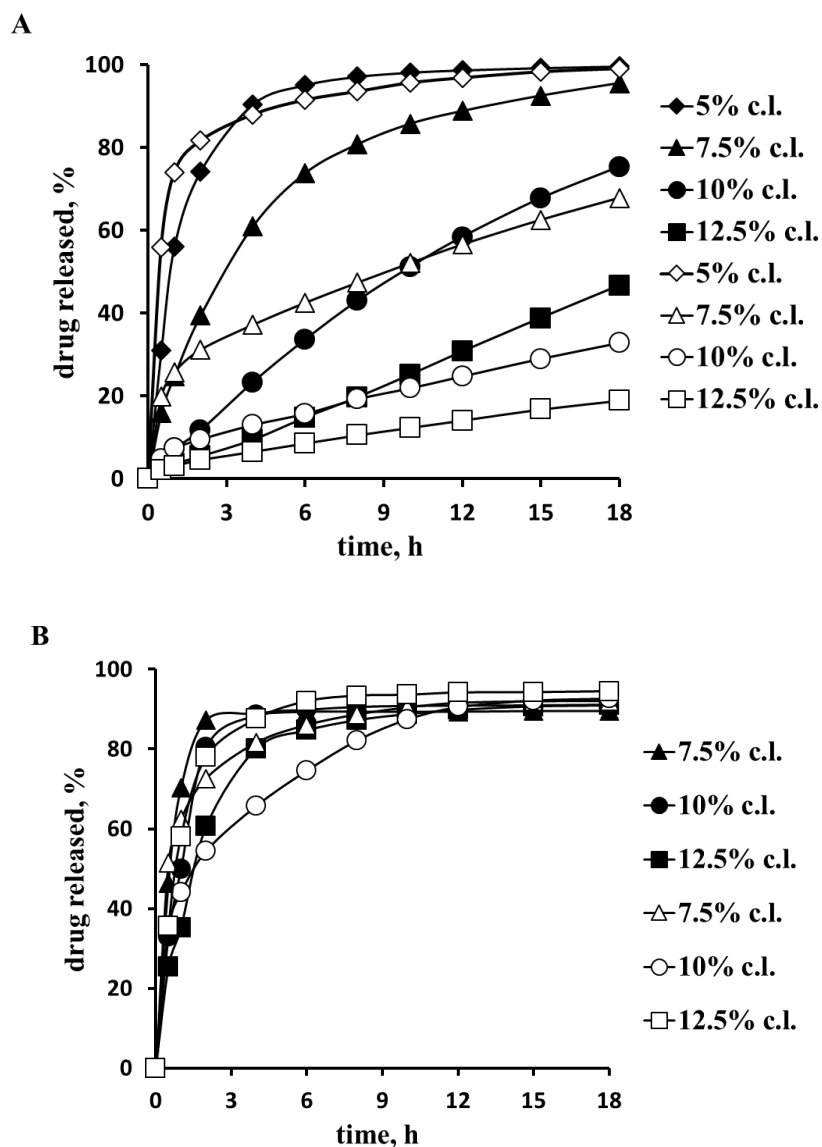 A
drug released, %
100
80
60
40
20
0
0 3 6 9 12 15 18
time, h
5% c.l.
7.5% c.l.
10% c.l.
12.5% c.l.
5% c.l.
7.5% c.l.
10% c.l.
12.5% c.l.
B
drug released, %
100
80
60
40
20
0
0 3 6 9 12 15 18
time, h
7.5% c.l.
10% c.l.
12.5% c.l.
7.5% c.l.
10% c.l.
12.5% c.l.